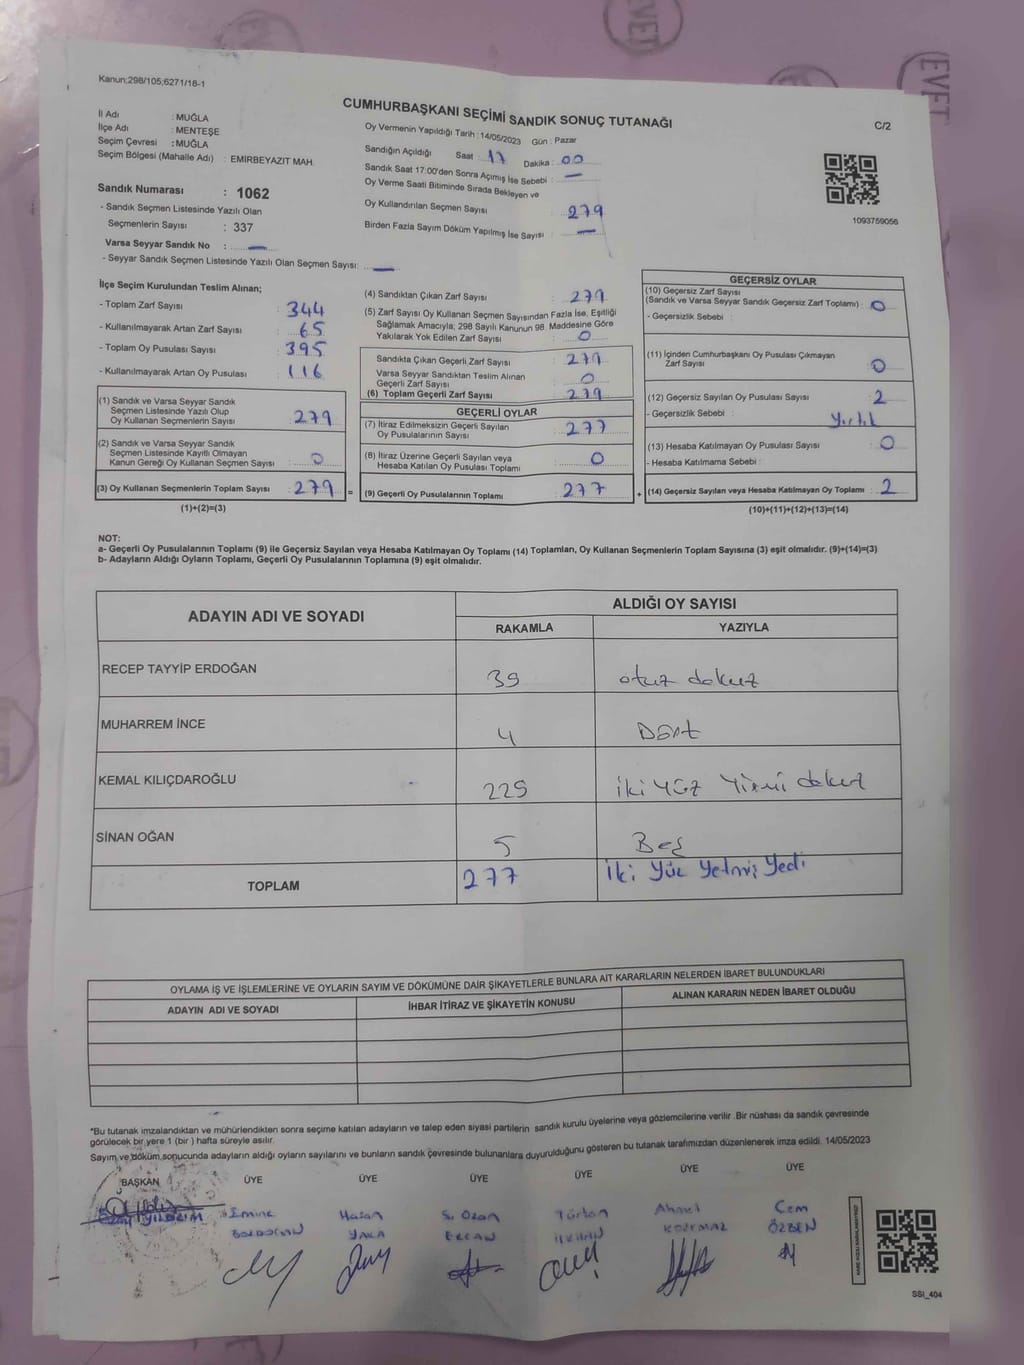 Kanun;298/105;6271/18-1
CUMHURBAŞKANI SEÇİMİ SANDIK SONUÇ TUTANAĞI
C/2
İl Adı : MUĞLA
İlçe Adı : MENTEŞE
Seçim Çevresi : MUĞLA
Seçim Bölgesi (Mahalle Adı) : EMİRBEYAZIT MAH.
Oy Vermenin Yapıldığı Tarih : 14/05/2023 Gün : Pazar
Sandığın Açıldığı Saat : 17 Dakika : 00
Sandık Saat 17:00'den Sonra Açımış İse Sebebi : —
Oy Verme Saati Bitiminde Sırada Bekleyen ve
Oy Kullandırılan Seçmen Sayısı 279
Birden Fazla Sayım Döküm Yapılmış İse Sayısı : —
1093759056
Sandık Numarası : 1062
- Sandık Seçmen Listesinde Yazılı Olan
Seçmenlerin Sayısı : 337
Varsa Seyyar Sandık No : —
- Seyyar Sandık Seçmen Listesinde Yazılı Olan Seçmen Sayısı: —
İlçe Seçim Kurulundan Teslim Alınan;
- Toplam Zarf Sayısı : 344
- Kullanılmayarak Artan Zarf Sayısı : 65
- Toplam Oy Pusulası Sayısı : 395
- Kullanılmayarak Artan Oy Pusulası : 116
(1) Sandık ve Varsa Seyyar Sandık
Seçmen Listesinde Yazılı Olup
Oy Kullanan Seçmenlerin Sayısı : 279
(2) Sandık ve Varsa Seyyar Sandık
Seçmen Listesinde Kayıtlı Olmayan
Kanun Gereği Oy Kullanan Seçmen Sayısı : 0
(3) Oy Kullanan Seçmenlerin Toplam Sayısı : 279 =
(1)+(2)=(3)
(4) Sandıktan Çıkan Zarf Sayısı : 279
(5) Zarf Sayısı Oy Kullanan Seçmen Sayısından Fazla İse, Eşitliği
Sağlamak Amacıyla; 298 Sayılı Kanunun 98. Maddesine Göre
Yakılarak Yok Edilen Zarf Sayısı : 0
Sandıkta Çıkan Geçerli Zarf Sayısı : 279
Varsa Seyyar Sandıktan Teslim Alınan
Geçerli Zarf Sayısı : 0
(6) Toplam Geçerli Zarf Sayısı : 279
GEÇERLİ OYLAR
(7) İtiraz Edilmeksizin Geçerli Sayılan
Oy Pusulalarının Sayısı : 277
(8) İtiraz Üzerine Geçerli Sayılan veya
Hesaba Katılan Oy Pusulası Toplamı : 0
(9) Geçerli Oy Pusulalarının Toplamı : 277 +
GEÇERSİZ OYLAR
(10) Geçersiz Zarf Sayısı
(Sandık ve Varsa Seyyar Sandık Geçersiz Zarf Toplamı) : 0
- Geçersizlik Sebebi :
(11) İçinden Cumhurbaşkanı Oy Pusulası Çıkmayan
Zarf Sayısı : 0
(12) Geçersiz Sayılan Oy Pusulası Sayısı : 2
- Geçersizlik Sebebi : Yırtık
(13) Hesaba Katılmayan Oy Pusulası Sayısı : 0
- Hesaba Katılmama Sebebi :
(14) Geçersiz Sayılan veya Hesaba Katılmayan Oy Toplamı : 2
(10)+(11)+(12)+(13)=(14)
NOT:
a- Geçerli Oy Pusulalarının Toplamı (9) ile Geçersiz Sayılan veya Hesaba Katılmayan Oy Toplamı (14) Toplamları, Oy Kullanan Seçmenlerin Toplam Sayısına (3) eşit olmalıdır. (9)+(14)=(3)
b- Adayların Aldığı Oyların Toplamı, Geçerli Oy Pusulalarının Toplamına (9) eşit olmalıdır.
ADAYIN ADI VE SOYADI
ALDIĞI OY SAYISI
RAKAMLA YAZIYLA
RECEP TAYYİP ERDOĞAN 39 otuz dokuz
MUHARREM İNCE 4 Dört
KEMAL KILIÇDAROĞLU 229 iki yüz Yirmi dokuz
SİNAN OĞAN 5 Beş
TOPLAM 277 İki Yüz Yetmiş Yedi
OYLAMA İŞ VE İŞLEMLERİNE VE OYLARIN SAYIM VE DÖKÜMÜNE DAİR ŞİKAYETLERLE BUNLARA AİT KARARLARIN NELERDEN İBARET BULUNDUKLARI
ADAYIN ADI VE SOYADI İHBAR İTİRAZ VE ŞİKAYETİN KONUSU ALINAN KARARIN NEDEN İBARET OLDUĞU
*Bu tutanak imzalandıktan ve mühürlendikten sonra seçime katılan adayların ve talep eden siyasi partilerin sandık kurulu üyelerine veya gözlemcilerine verilir .Bir nüshası da sandık çevresinde
görülecek bir yere 1 (bir ) hafta süreyle asılır.
Sayım ve döküm sonucunda adayların aldığı oyların sayılarını ve bunların sandık çevresinde bulunanlara duyurulduğunu gösteren bu tutanak tarafımızdan düzenlenerek imza edildi. 14/05/2023
BAŞKAN ÜYE ÜYE ÜYE ÜYE ÜYE ÜYE
YILDIRIM Emine Hasan S. Ozan Türkan Ahmet Cem
YAKA ERCAN İLKHAN KORKMAZ ÖZBEN
SSİ_404